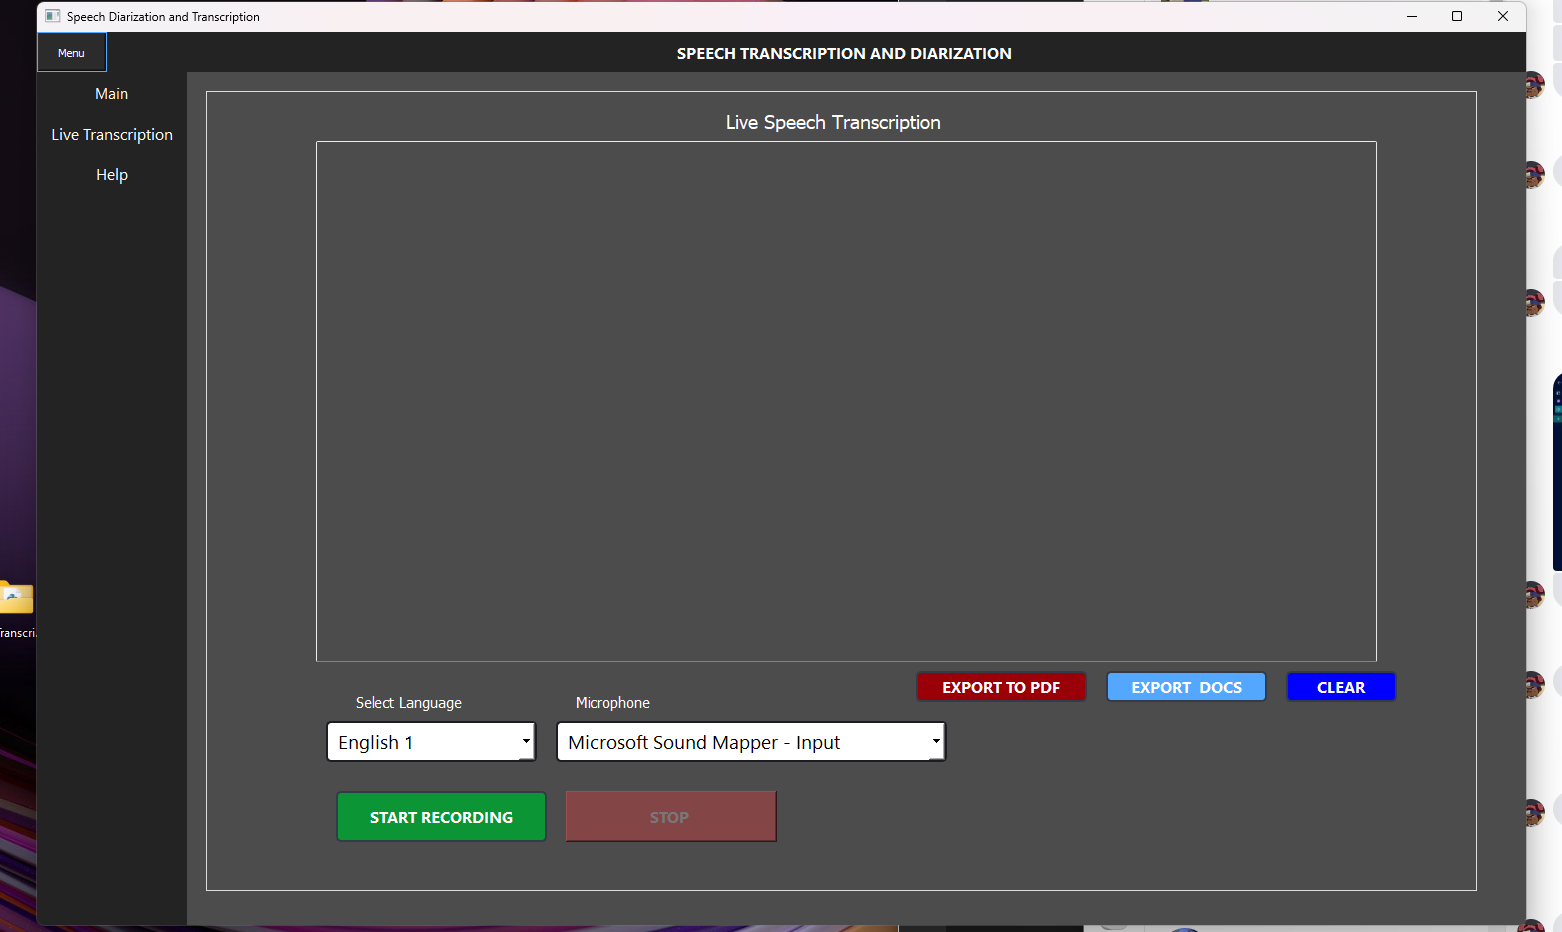 Speech Diarization and Transcription
Menu
SPEECH TRANSCRIPTION AND DIARIZATION
Main
Live Transcription
Help
Live Speech Transcription
EXPORT TO PDF
EXPORT  DOCS
CLEAR
Select Language
Microphone
English 1
Microsoft Sound Mapper - Input
START RECORDING
STOP